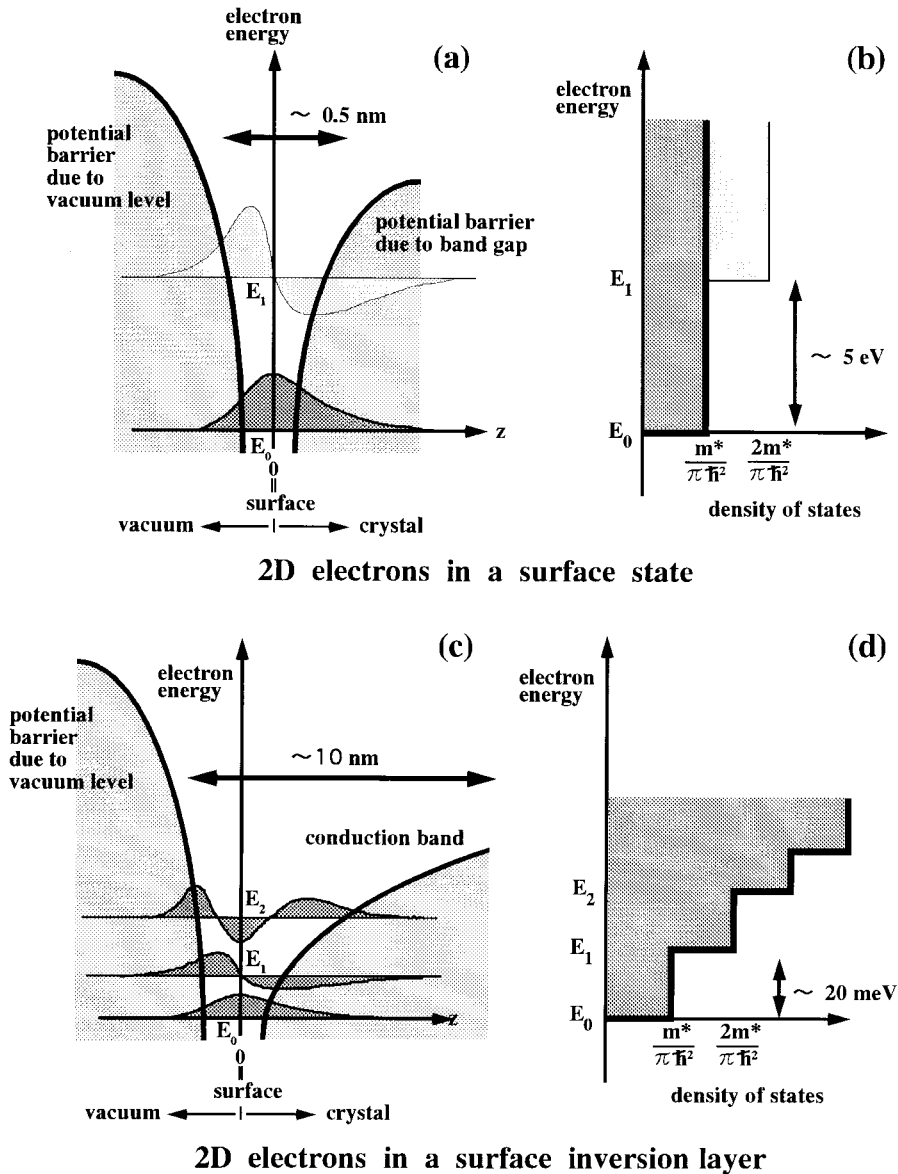 electron
energy
(a)
~ 0.5 nm
potential
barrier
due to
vacuum level
potential barrier
due to band gap
E₁
E₀
z
0
=
surface
vacuum
crystal
(b)
electron
energy
E₁
~ 5 eV
E₀
m*
πħ²
2m*
πħ²
density of states
2D electrons in a surface state
(c)
electron
energy
potential
barrier
due to
vacuum level
~10 nm
conduction band
E₂
E₁
E₀
z
0
=
surface
vacuum
crystal
(d)
electron
energy
E₂
E₁
~ 20 meV
E₀
m*
πħ²
2m*
πħ²
density of states
2D electrons in a surface inversion layer